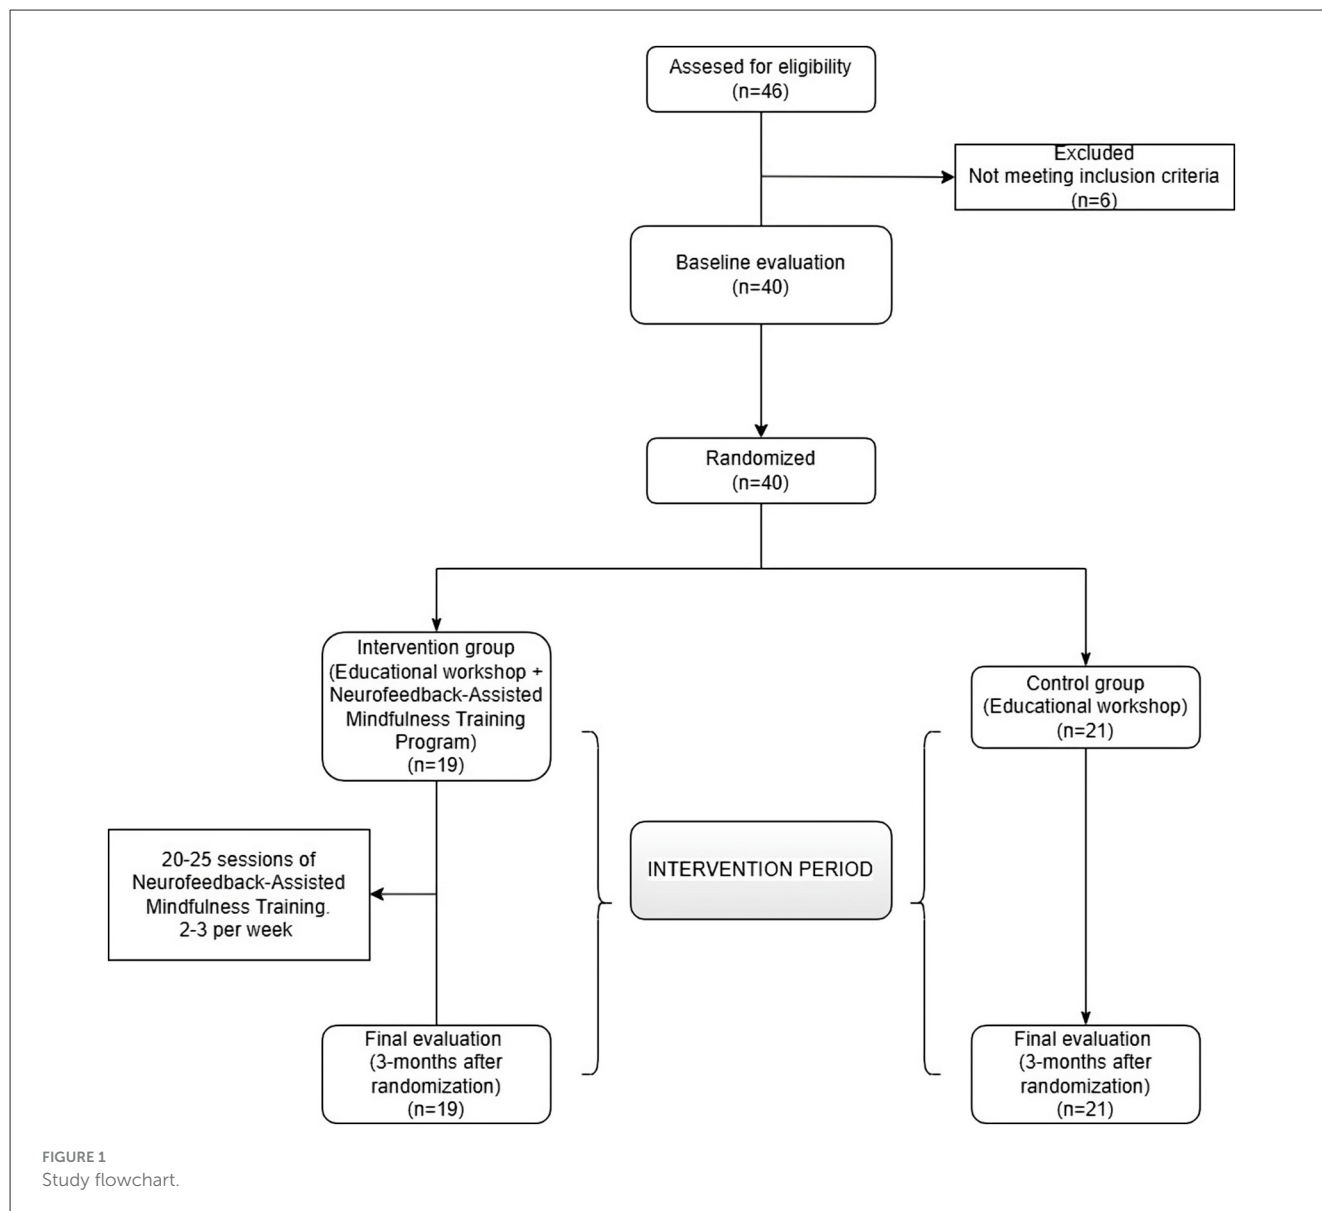 Assesed for eligibility
(n=46)
Excluded
Not meeting inclusion criteria
(n=6)
Baseline evaluation
(n=40)
Randomized
(n=40)
Intervention group
(Educational workshop +
Neurofeedback-Assisted
Mindfulness Training
Program)
(n=19)
Control group
(Educational workshop)
(n=21)
20-25 sessions of
Neurofeedback-Assisted
Mindfulness Training.
2-3 per week
INTERVENTION PERIOD
Final evaluation
(3-months after
randomization)
(n=19)
Final evaluation
(3-months after
randomization)
(n=21)
FIGURE 1
Study flowchart.